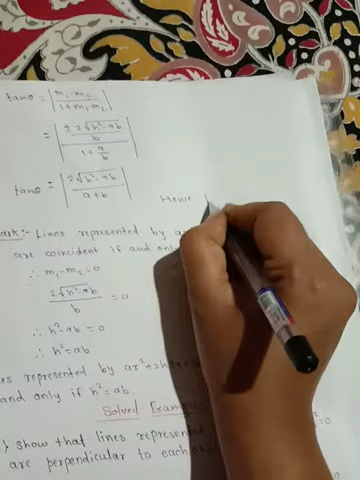 tanθ = |m₁-m₂ / 1+m₁m₂|
= |± 2√h²-ab / b / 1 + a/b|
tanθ = |2√h²-ab / a+b|
Hence
ark:- Lines represented by a
are coincident if and onl
∴ m₁-m₂ = 0
2√h²-ab / b = 0
∴ h²-ab = 0
∴ h² = ab
es represented by ax²+2hx
and only if h² = ab
Solved Exam
) Show that lines represent
are perpendicular to each
= 0